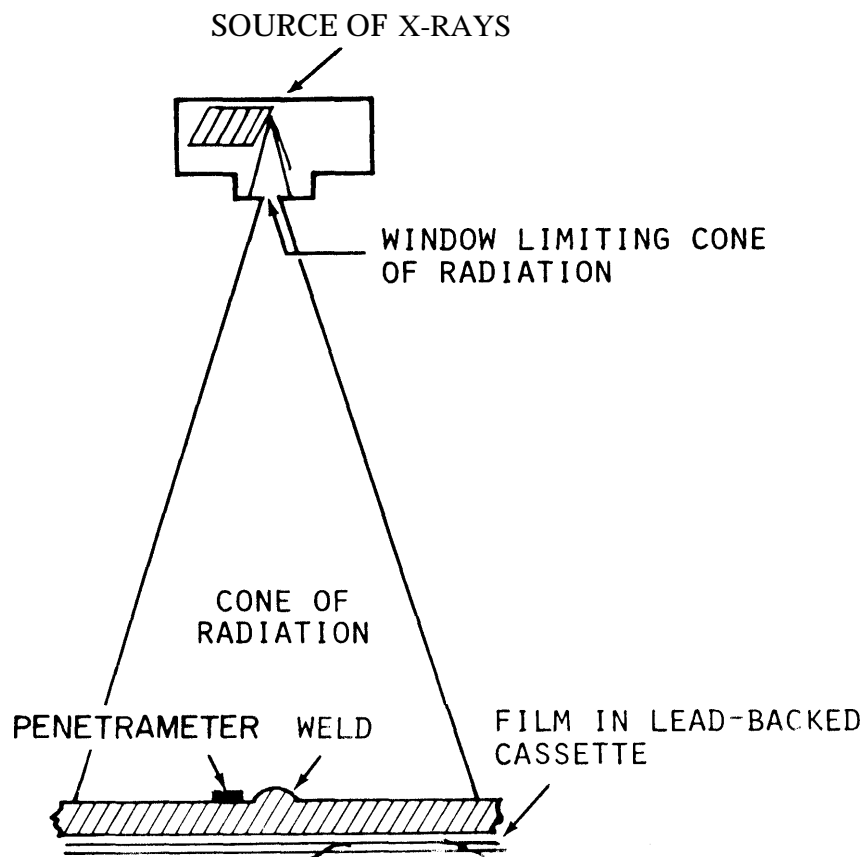 SOURCE OF X-RAYS
WINDOW LIMITING CONE
OF RADIATION
CONE OF
RADIATION
PENETRAMETER
WELD
FILM IN LEAD-BACKED
CASSETTE